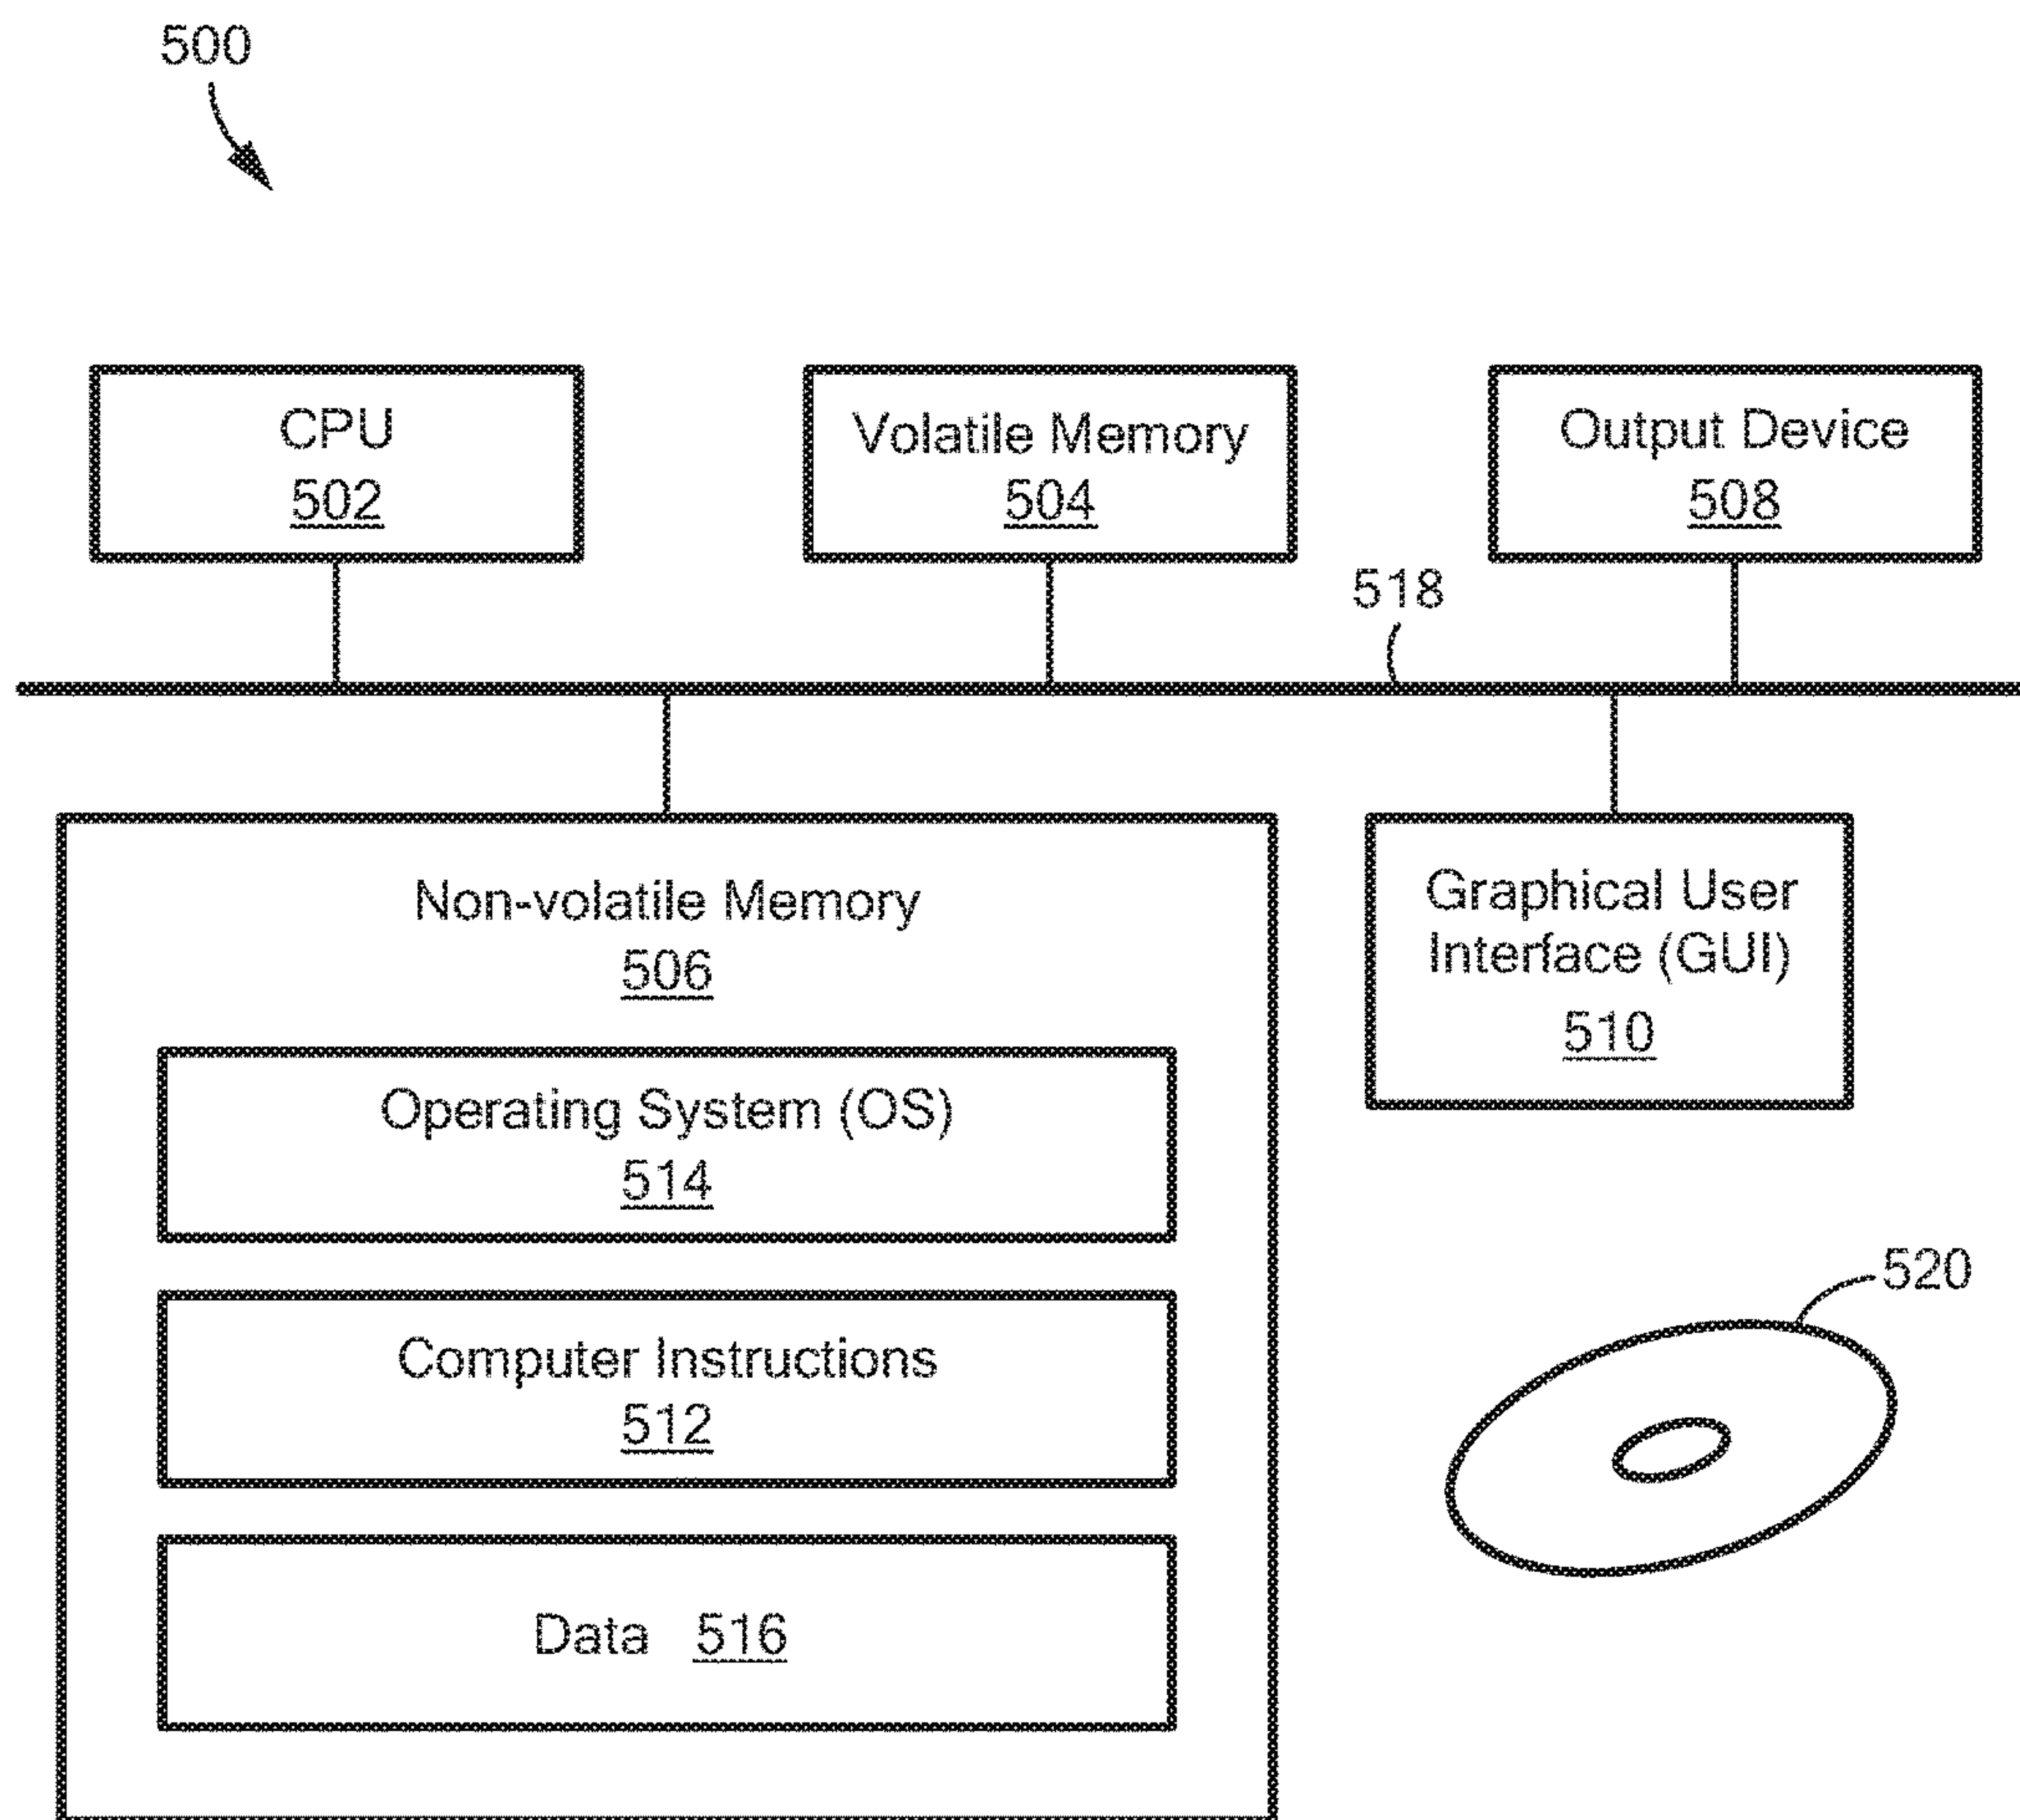 500
CPU
502
Volatile Memory
504
Output Device
508
518
Non-volatile Memory
506
Operating System (OS)
514
Computer Instructions
512
Data 516
Graphical User
Interface (GUI)
510
520